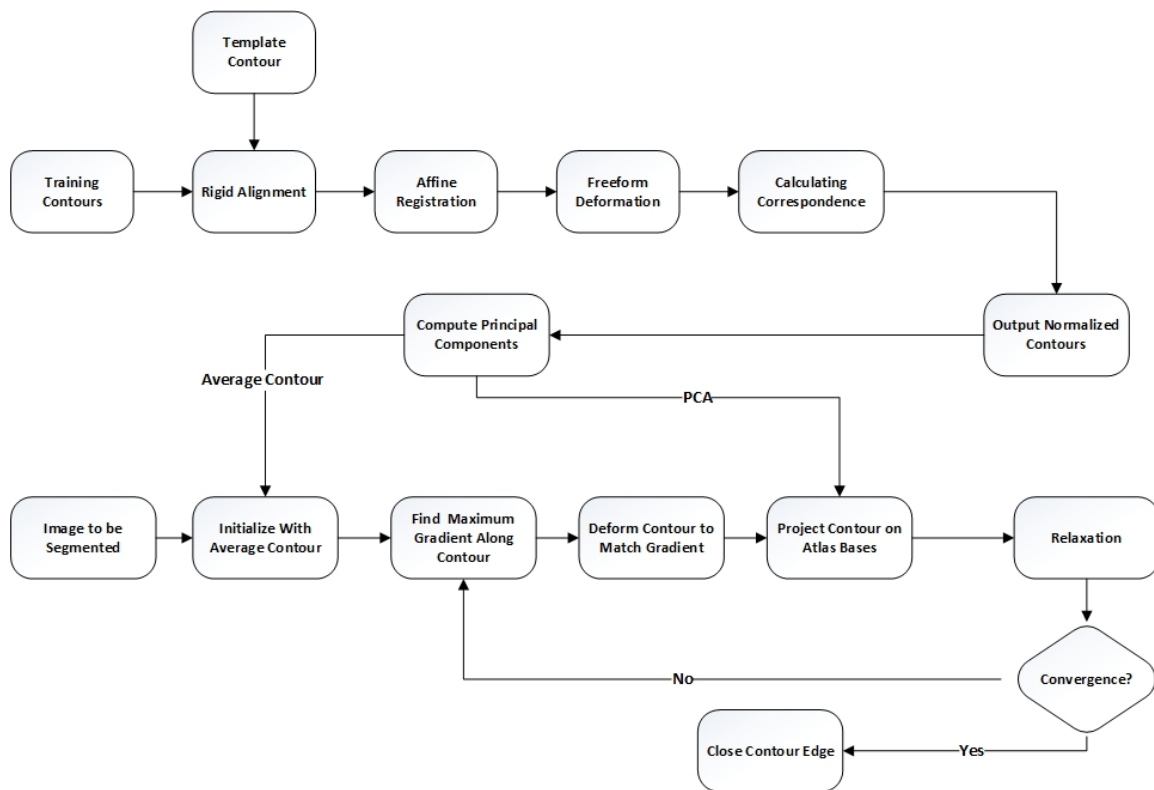 Template
Contour
Training
Contours
Rigid Alignment
Affine
Registration
Freeform
Deformation
Calculating
Correspondence
Compute Principal
Components
Output Normalized
Contours
Average Contour
PCA
Image to be
Segmented
Initialize With
Average Contour
Find Maximum
Gradient Along
Contour
Deform Contour to
Match Gradient
Project Contour on
Atlas Bases
Relaxation
Convergence?
No
Close Contour Edge
Yes